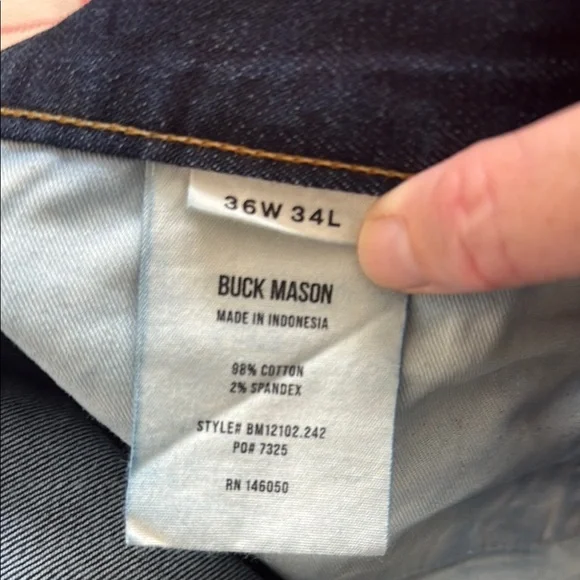 36W 34L
BUCK MASON
MADE IN INDONESIA
98% COTTON
2% SPANDEX
STYLE# BM12102.242
PO# 7325
RN 146050